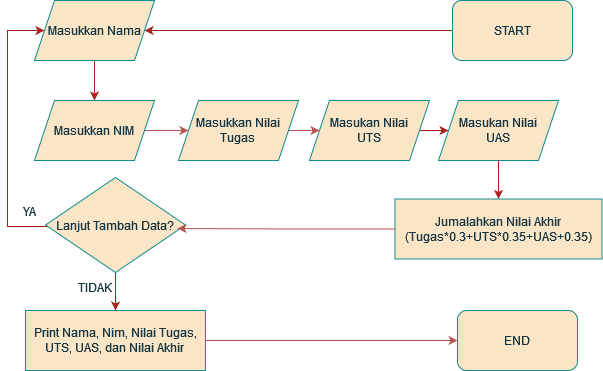 START
Masukkan Nama
Masukkan NIM
Masukkan Nilai
Tugas
Masukan Nilai
UTS
Masukan Nilai
UAS
Jumalahkan Nilai Akhir
(Tugas*0.3+UTS*0.35+UAS+0.35)
Lanjut Tambah Data?
YA
TIDAK
Print Nama, Nim, Nilai Tugas,
UTS, UAS, dan Nilai Akhir
END